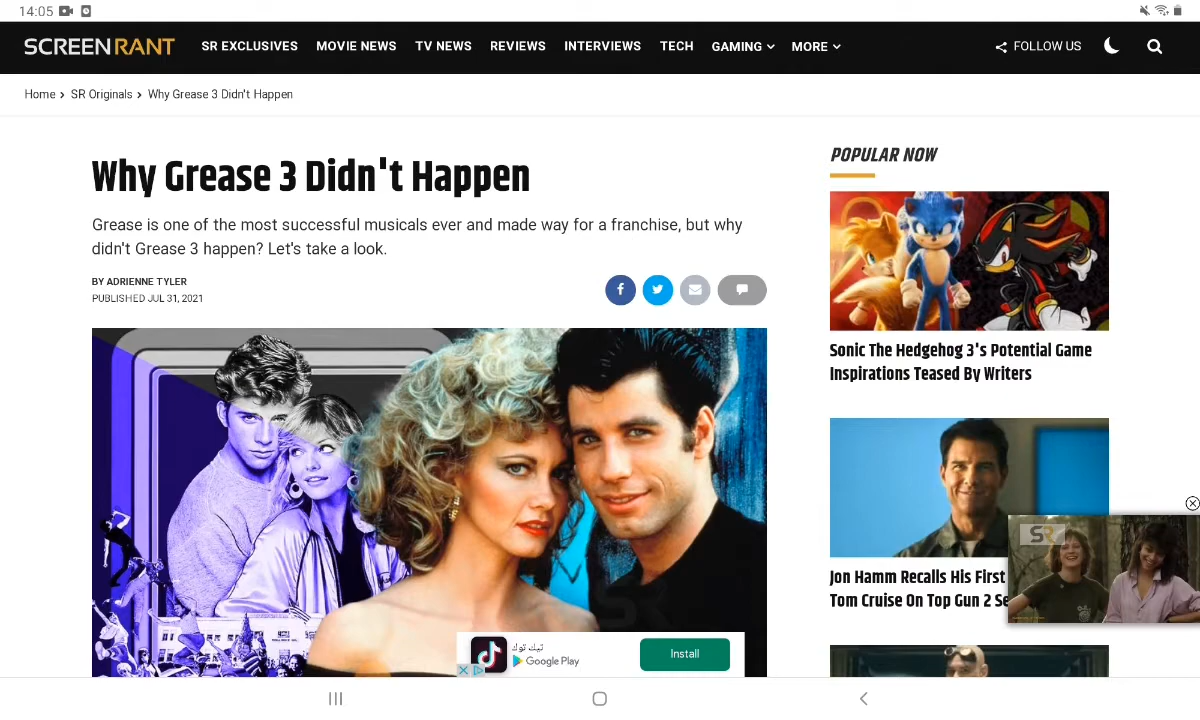 14:05
SCREENRANT
SR EXCLUSIVES MOVIE NEWS TV NEWS REVIEWS INTERVIEWS TECH GAMING MORE
FOLLOW US
Home › SR Originals › Why Grease 3 Didn't Happen
Why Grease 3 Didn't Happen
Grease is one of the most successful musicals ever and made way for a franchise, but why
didn't Grease 3 happen? Let's take a look.
BY ADRIENNE TYLER
PUBLISHED JUL 31, 2021
POPULAR NOW
Sonic The Hedgehog 3's Potential Game
Inspirations Teased By Writers
Jon Hamm Recalls His First
Tom Cruise On Top Gun 2 Se
SR
تيك توك
Google Play
Install